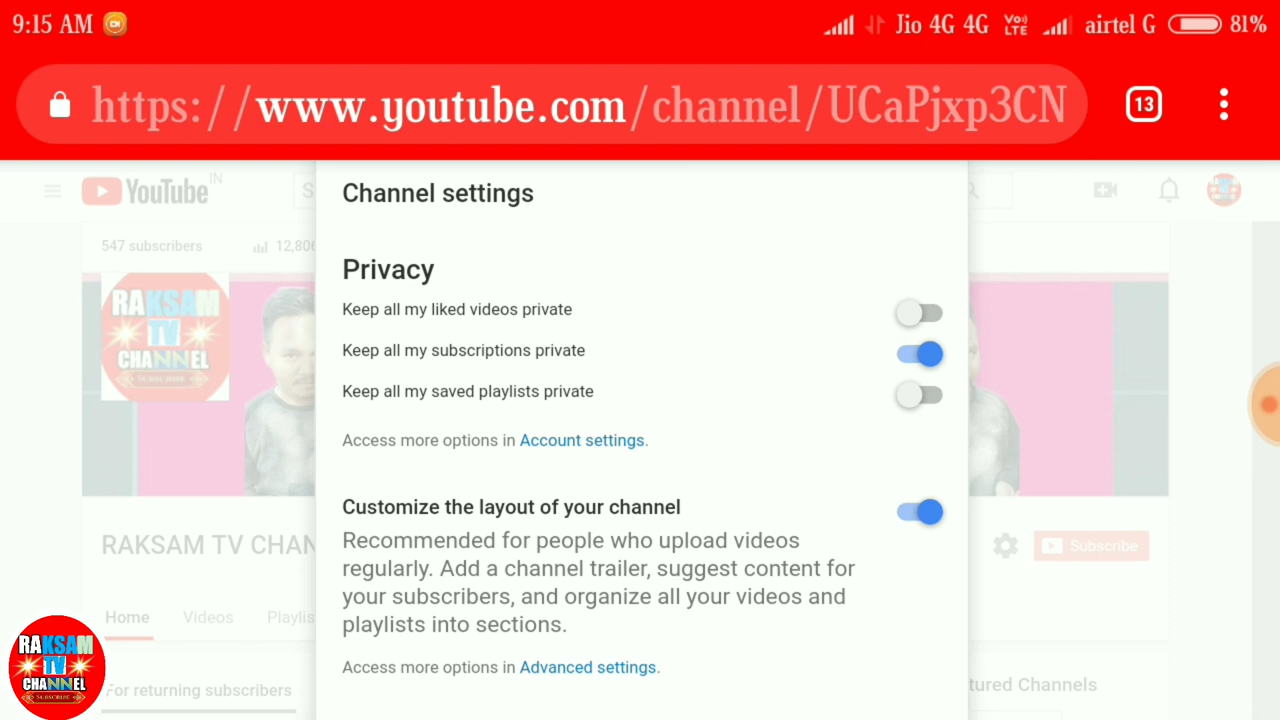 9:15 AM Jio 4G 4G Vo) LTE airtel G 81%
https://www.youtube.com/channel/UCaPjxp3CN 13
Channel settings
YouTube IN S
547 subscribers 12,806
Privacy
Keep all my liked videos private
Keep all my subscriptions private
Keep all my saved playlists private
RAKSAM
TV
CHANNEL
SUBSCRIBE
Access more options in Account settings.
Customize the layout of your channel
Recommended for people who upload videos
regularly. Add a channel trailer, suggest content for
your subscribers, and organize all your videos and
playlists into sections.
RAKSAM TV CHAN
Subscribe
Home Videos Playlis
Access more options in Advanced settings.
RAKSAM
TV
CHANNEL
SUBSCRIBE
For returning subscribers
tured Channels